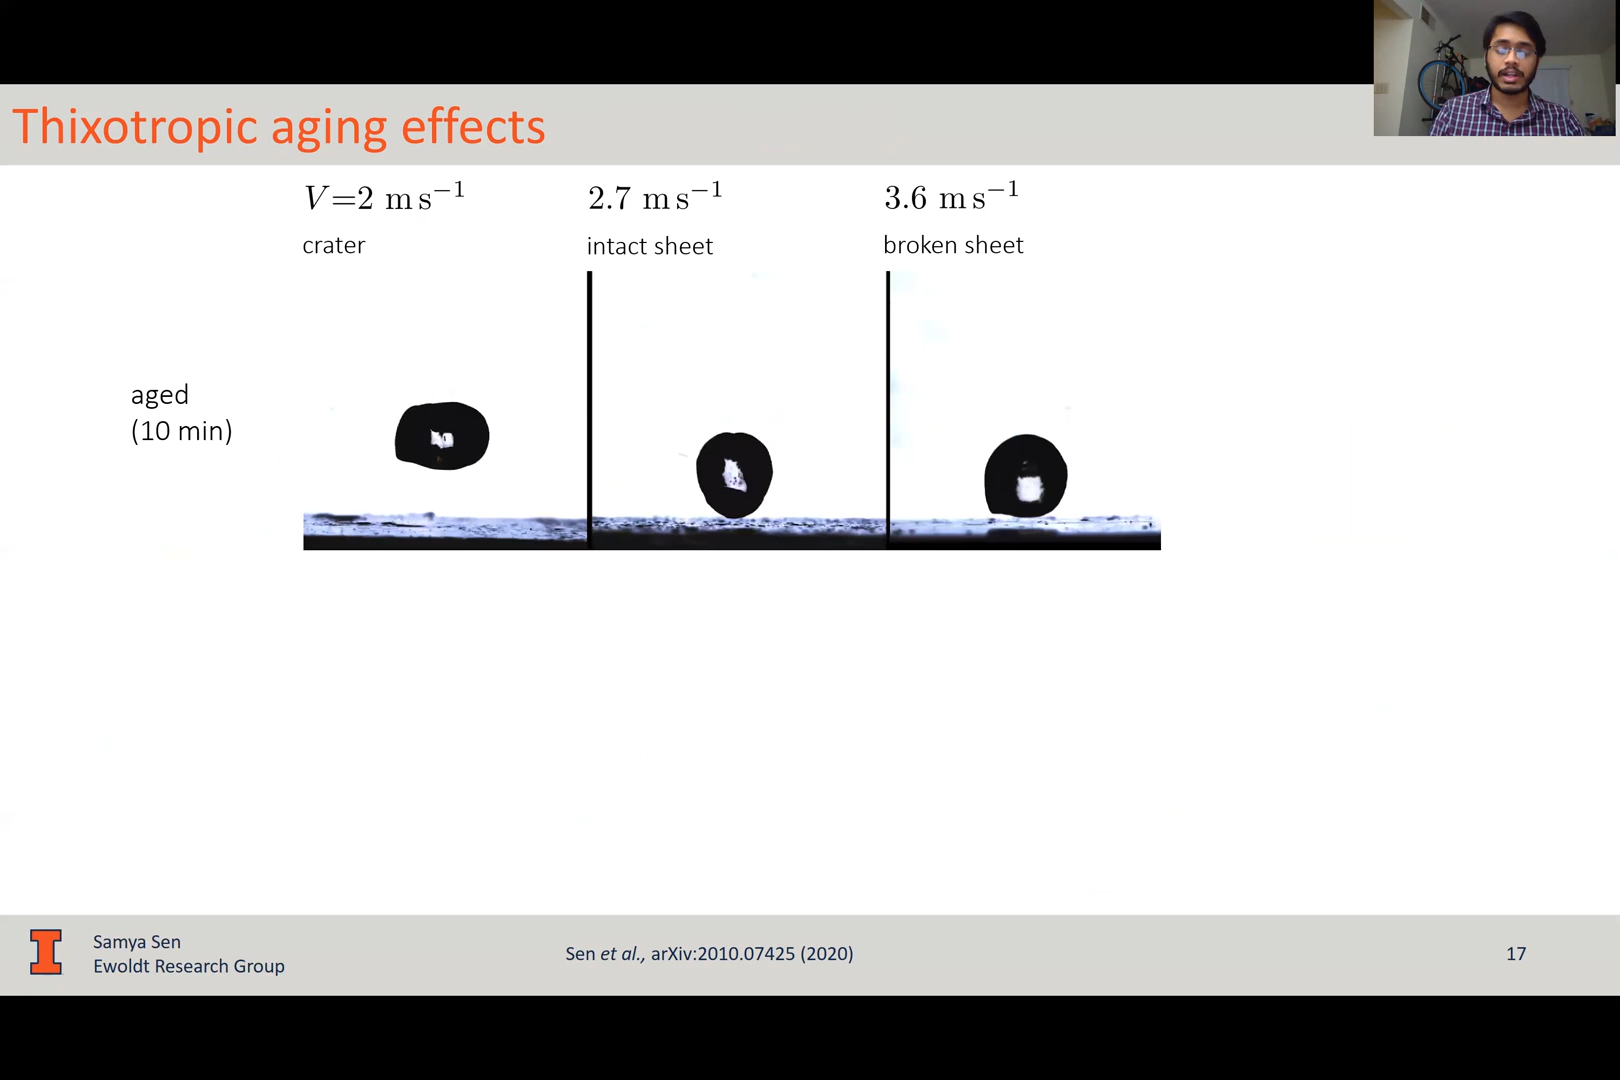 Thixotropic aging effects
V=2 m s⁻¹ 2.7 m s⁻¹ 3.6 m s⁻¹
crater intact sheet broken sheet
aged
(10 min)
Samya Sen
Ewoldt Research Group
Sen et al., arXiv:2010.07425 (2020)
17